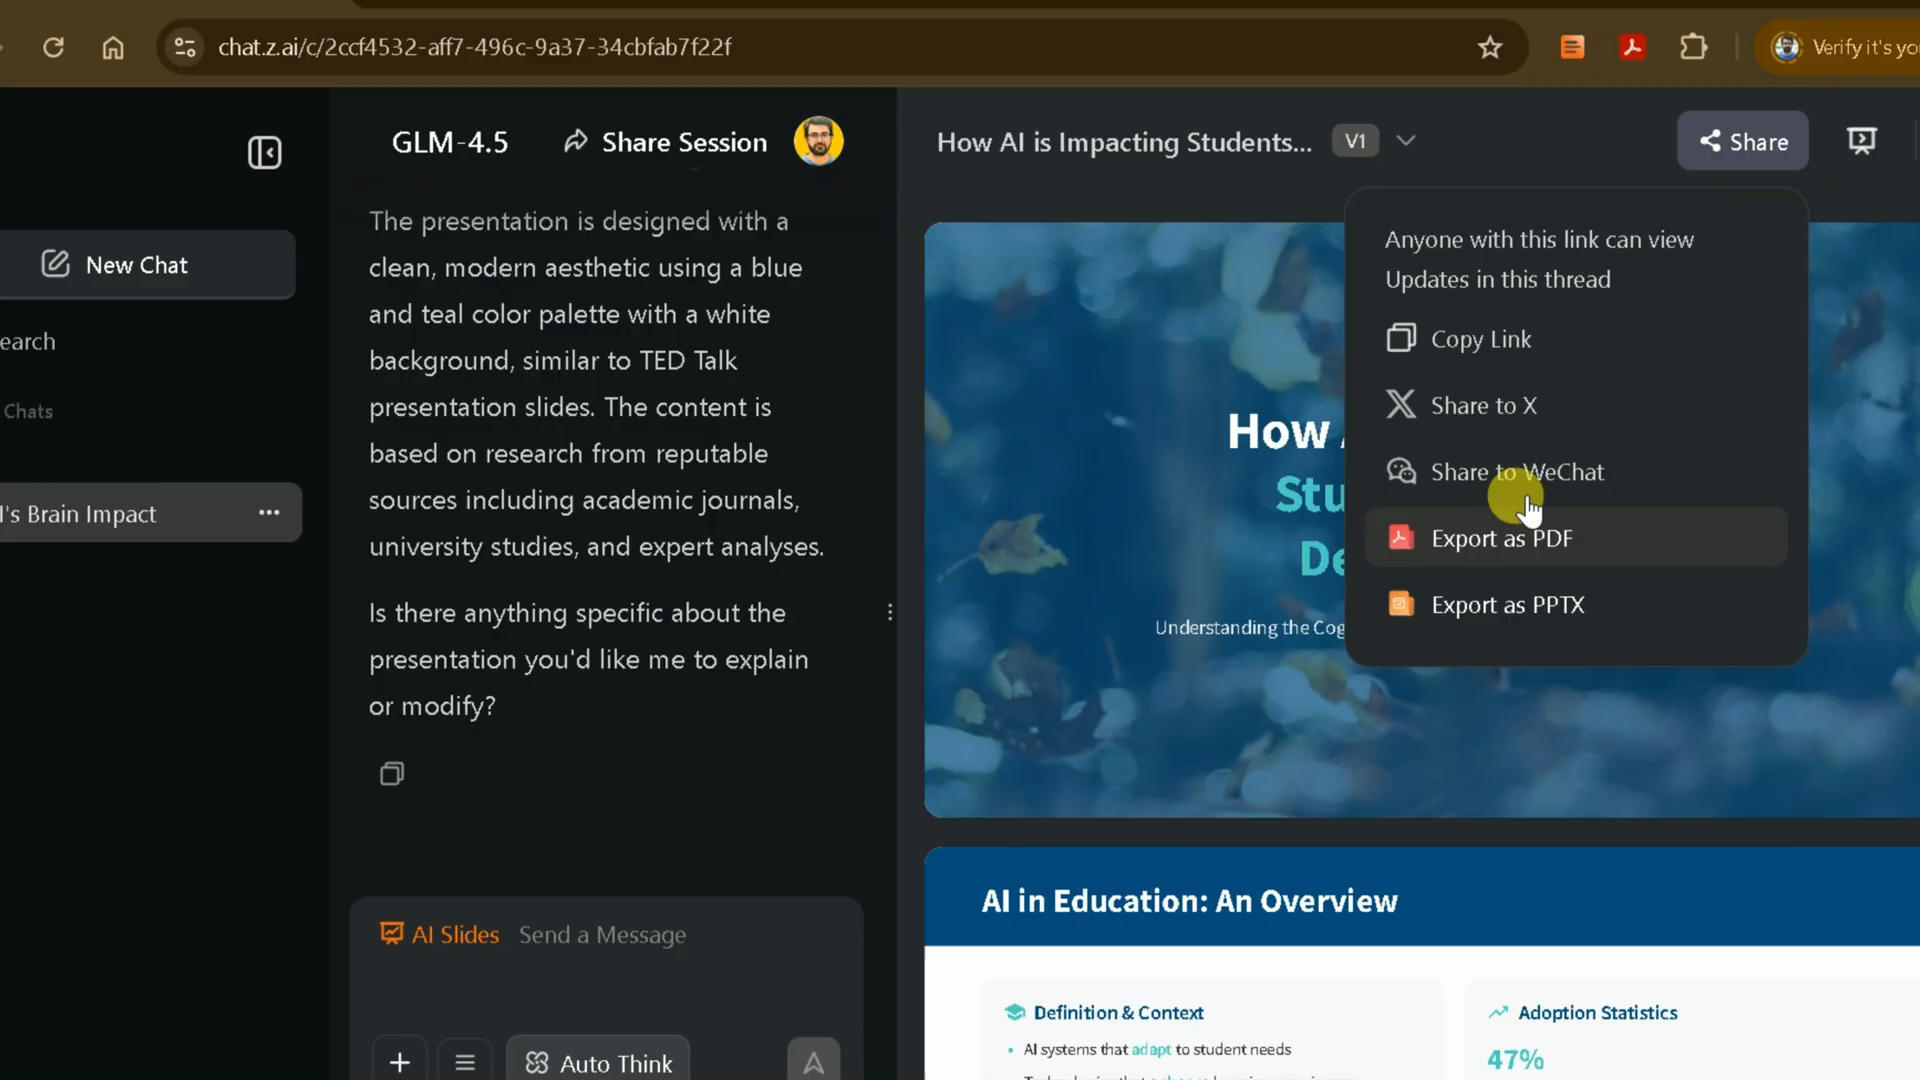 chat.z.ai/c/2ccf4532-aff7-496c-9a37-34cbfab7f22f
Verify it's yo
New Chat
earch
Chats
I's Brain Impact
GLM-4.5
Share Session
The presentation is designed with a
clean, modern aesthetic using a blue
and teal color palette with a white
background, similar to TED Talk
presentation slides. The content is
based on research from reputable
sources including academic journals,
university studies, and expert analyses.
Is there anything specific about the
presentation you'd like me to explain
or modify?
AI Slides Send a Message
Auto Think
How AI is Impacting Students... V1
Share
Anyone with this link can view
Updates in this thread
Copy Link
Share to X
Share to WeChat
Export as PDF
Export as PPTX
How
Stu
De
Understanding the Cog
AI in Education: An Overview
Definition & Context
• AI systems that adapt to student needs
Adoption Statistics
47%